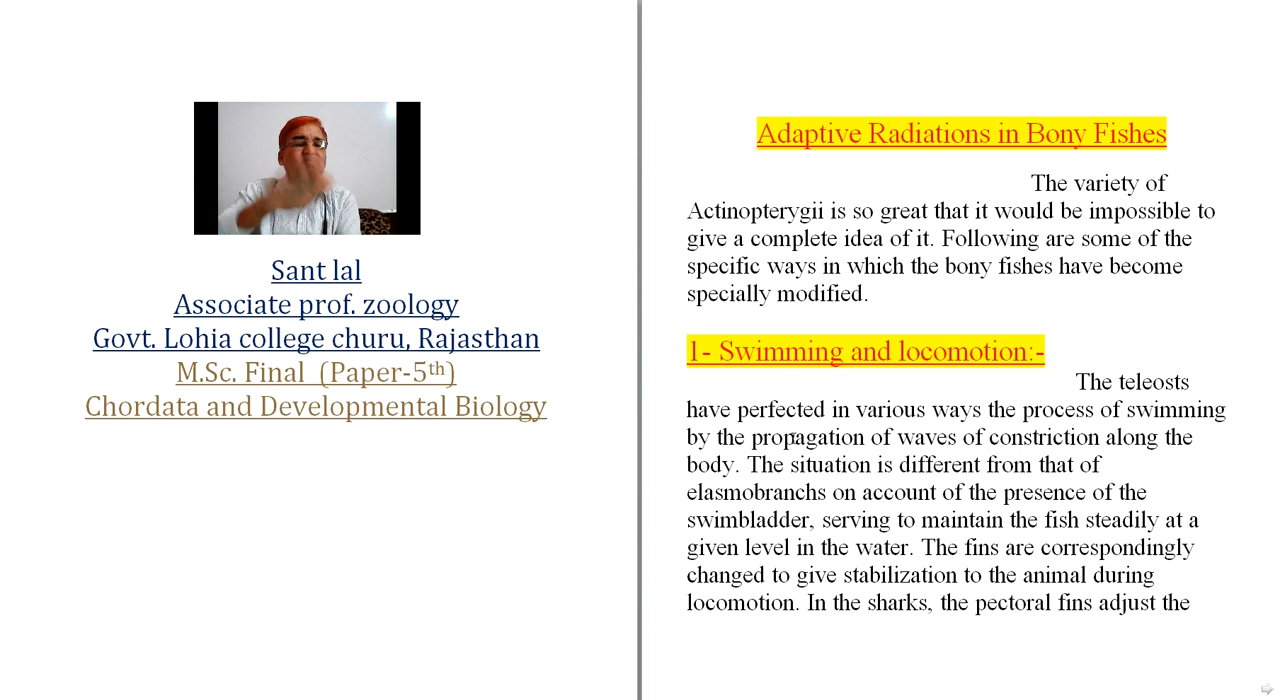 Sant lal
Associate prof. zoology
Govt. Lohia college churu, Rajasthan
M.Sc. Final (Paper-5th)
Chordata and Developmental Biology
Adaptive Radiations in Bony Fishes
The variety of
Actinopterygii is so great that it would be impossible to
give a complete idea of it. Following are some of the
specific ways in which the bony fishes have become
specially modified.
1- Swimming and locomotion:-
The teleosts
have perfected in various ways the process of swimming
by the propagation of waves of constriction along the
body. The situation is different from that of
elasmobranchs on account of the presence of the
swimbladder, serving to maintain the fish steadily at a
given level in the water. The fins are correspondingly
changed to give stabilization to the animal during
locomotion. In the sharks, the pectoral fins adjust the